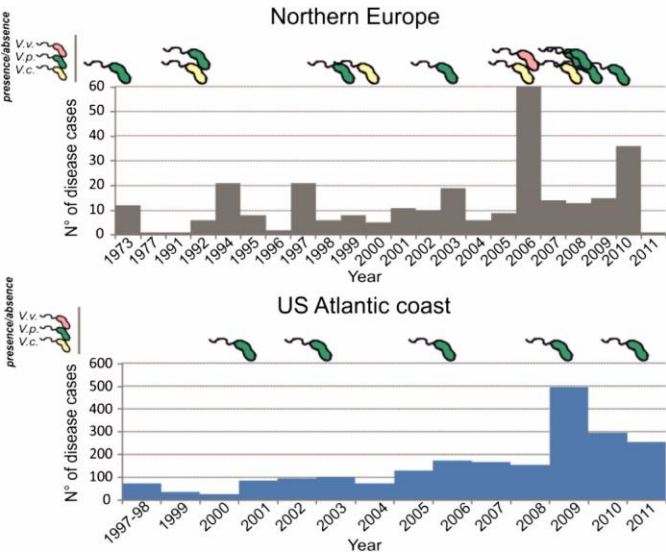 Northern Europe
presence/absence
V.v.
V.p.
V.c.
N° of disease cases
60
50
40
30
20
10
0
1973 1977 1991 1992 1994 1995 1996 1997 1998 1999 2000 2001 2002 2003 2004 2005 2006 2007 2008 2009 2010 2011
Year
US Atlantic coast
presence/absence
V.v.
V.p.
V.c.
N° of disease cases
600
500
400
300
200
100
0
1997-98 1999 2000 2001 2002 2003 2004 2005 2006 2007 2008 2009 2010 2011
Year